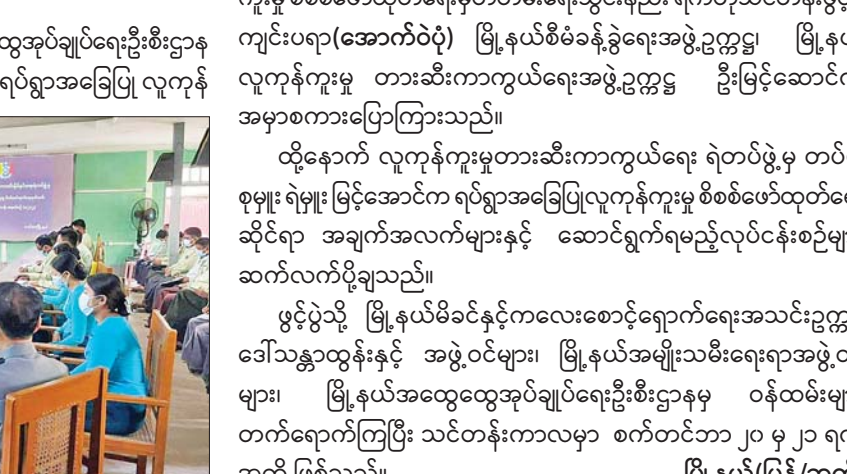 ထွေအုပ်ချုပ်ရေးဦးစီးဌာန
ရပ်ရွာအခြေပြု လူကုန်
ကျင်းပရာ(အောက်ဝဲပုံ) မြို့နယ်စီမံခန့်ခွဲရေးအဖွဲ့ဥက္ကဋ္ဌ၊
လူကုန်ကူးမှု တားဆီးကာကွယ်ရေးအဖွဲ့ဥက္ကဋ္ဌ ဦးမြင့်ဆောင်က
အမှာစကားပြောကြားသည်။
ထို့နောက် လူကုန်ကူးမှုတားဆီးကာကွယ်ရေး ရဲတပ်ဖွဲ့မှ
စုမှူး ရဲမှူး မြင့်အောင်က ရပ်ရွာအခြေပြုလူကုန်ကူးမှု စိစစ်ဖော်ထုတ်ရေ
ဆိုင်ရာ အချက်အလက်များနှင့် ဆောင်ရွက်ရမည့်လုပ်ငန်းစဉ်မျာ
ဆက်လက်ပို့ချသည်။
ဖွင့်ပွဲသို့ မြို့နယ်မိခင်နှင့်ကလေးစောင့်ရှောက်ရေးအသင်းဥက္က
ဒေါ်သန္တာထွန်းနှင့် အဖွဲ့ဝင်များ၊ မြို့နယ်အမျိုးသမီးရေးရာအဖွဲ့ဝ
များ၊ မြို့နယ်အထွေထွေအုပ်ချုပ်ရေးဦးစီးဌာနမှ ဝန်ထမ်းမျာ
တက်ရောက်ကြပြီး သင်တန်းကာလမှာ စက်တင်ဘာ ၂၀ မှ ၂၁ ရက်